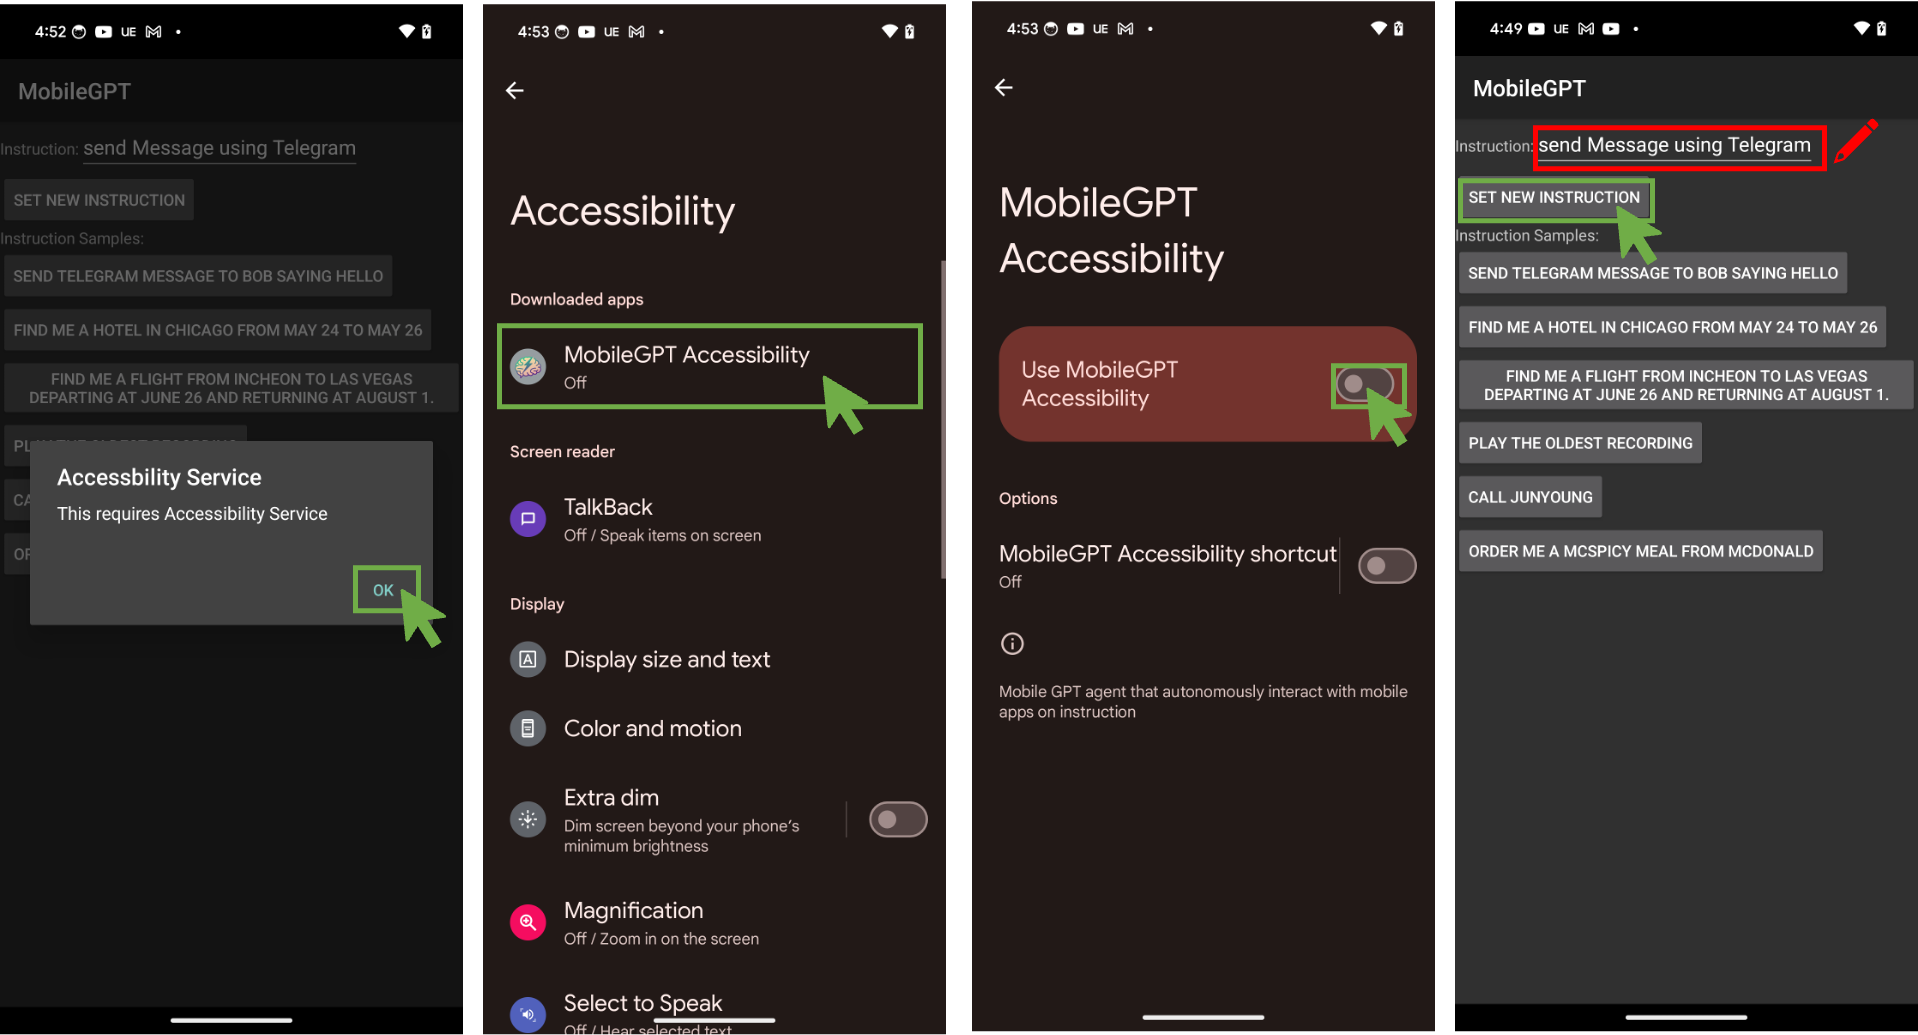 4:52 UE
MobileGPT
Instruction: send Message using Telegram
SET NEW INSTRUCTION
Instruction Samples:
SEND TELEGRAM MESSAGE TO BOB SAYING HELLO
FIND ME A HOTEL IN CHICAGO FROM MAY 24 TO MAY 26
FIND ME A FLIGHT FROM INCHEON TO LAS VEGAS
DEPARTING AT JUNE 26 AND RETURNING AT AUGUST 1.
Accessbility Service
This requires Accessibility Service
OK
4:53 UE
Accessibility
Downloaded apps
MobileGPT Accessibility
Off
Screen reader
TalkBack
Off / Speak items on screen
Display
Display size and text
Color and motion
Extra dim
Dim screen beyond your phone’s
minimum brightness
Magnification
Off / Zoom in on the screen
Select to Speak
Off / Hear selected text
4:53 UE
MobileGPT
Accessibility
Use MobileGPT
Accessibility
Options
MobileGPT Accessibility shortcut
Off
Mobile GPT agent that autonomously interact with mobile
apps on instruction
4:49 UE
MobileGPT
Instruction: send Message using Telegram
SET NEW INSTRUCTION
Instruction Samples:
SEND TELEGRAM MESSAGE TO BOB SAYING HELLO
FIND ME A HOTEL IN CHICAGO FROM MAY 24 TO MAY 26
FIND ME A FLIGHT FROM INCHEON TO LAS VEGAS
DEPARTING AT JUNE 26 AND RETURNING AT AUGUST 1.
PLAY THE OLDEST RECORDING
CALL JUNYOUNG
ORDER ME A MCSPICY MEAL FROM MCDONALD